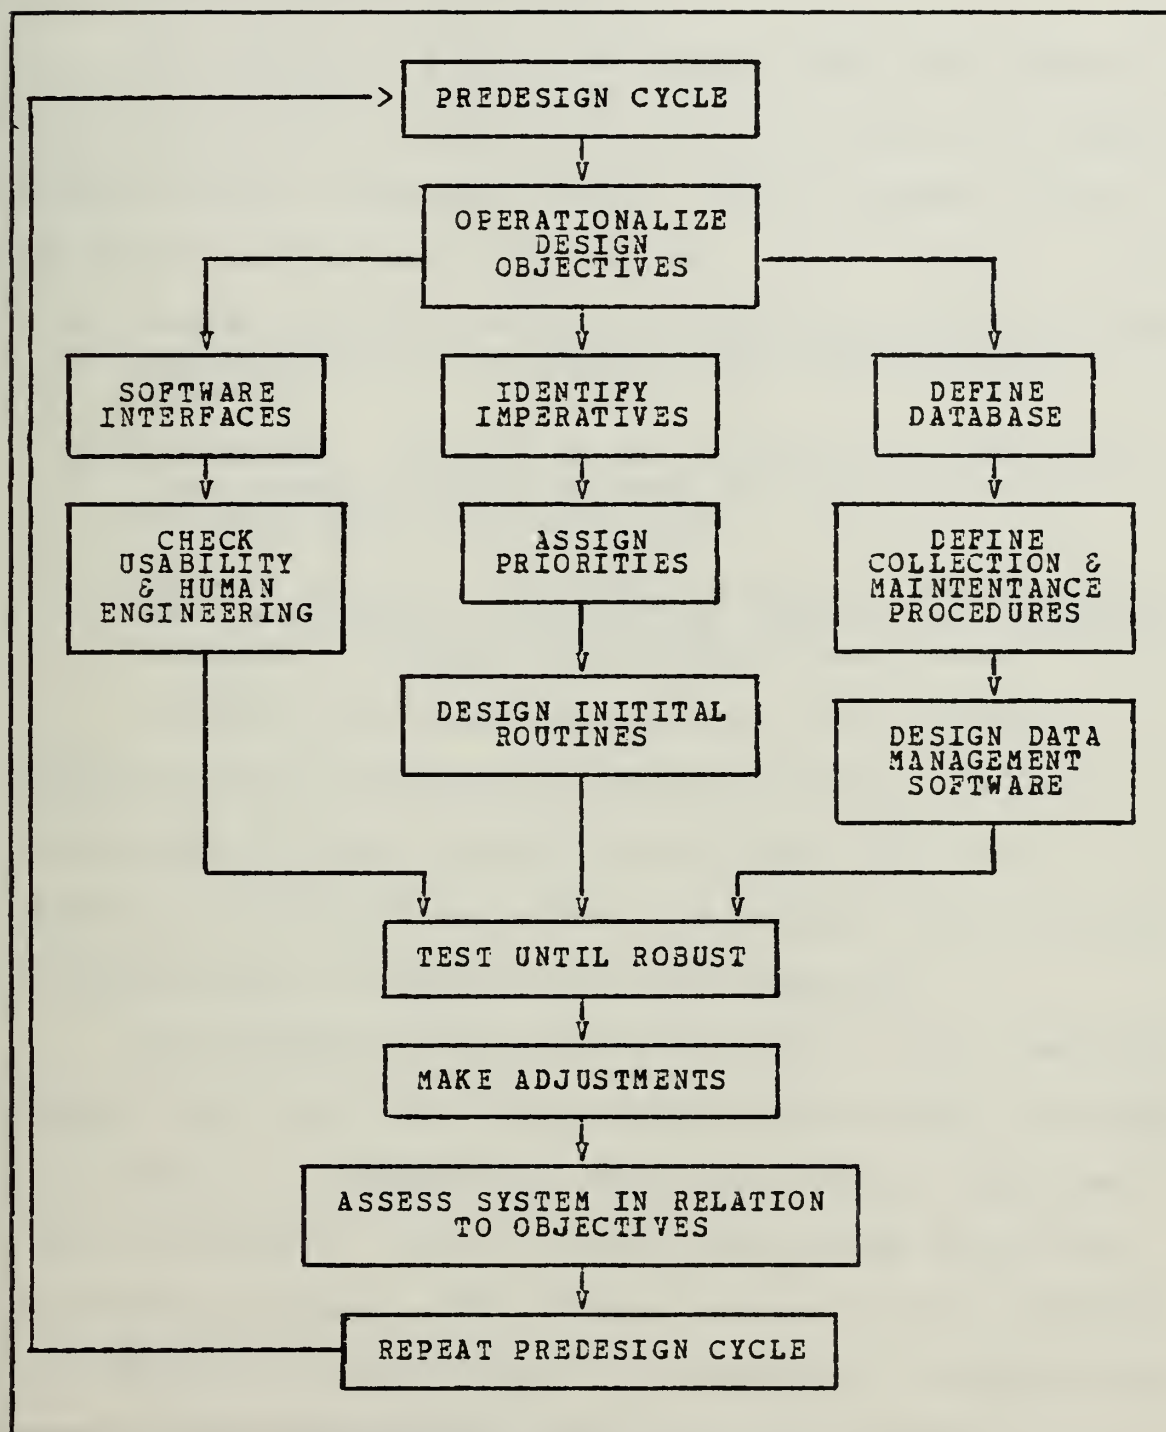 PREDESIGN CYCLE
OPERATIONALIZE
DESIGN
OBJECTIVES
SOFTWARE
INTERFACES
IDENTIFY
IMPERATIVES
DEFINE
DATABASE
CHECK
USABILITY
& HUMAN
ENGINEERING
ASSIGN
PRIORITIES
DEFINE
COLLECTION &
MAINTENTANCE
PROCEDURES
DESIGN INITITAL
ROUTINES
DESIGN DATA
MANAGEMENT
SOFTWARE
TEST UNTIL ROBUST
MAKE ADJUSTMENTS
ASSESS SYSTEM IN RELATION
TO OBJECTIVES
REPEAT PREDESIGN CYCLE